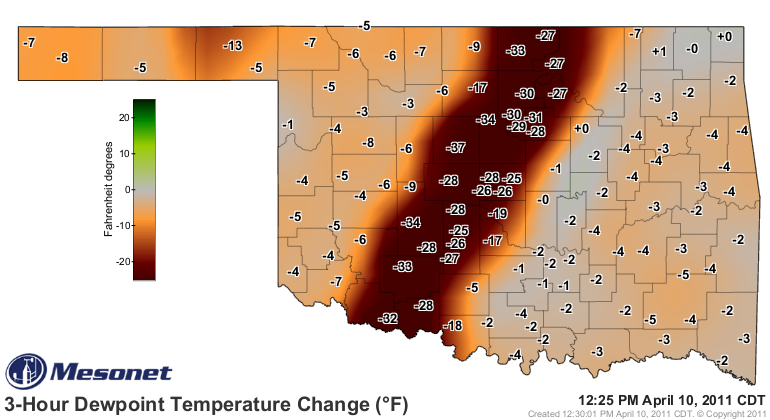 -5
-27 -7 +0
-7 -13 -7 -9 -33 +1 -0
-8 -6 -6 -7
-5 -5 -27
-5 -6 -17 -2 -2
-30 -27 -3 -2
20 -3 -3
-34 -30 -31 -3
-1 -4 -29 -28 +0 -4 -4
10 -8 -6 -37 -4 -3
-2 -4
-1 -4
Fahrenheit degrees
0 -4 -5 -6 -9 -28 -28 -25 -4 -3
-4 -26 -26 -0 -2 -4
-5 -28 -19 -3 -2
-10 -5 -34 -25 -2 -4
-6 -28 -26 -17 -2
-20 -4 -27 -2 -4 -4 -3
-4 -33 -1 -2 -2 -5 -4
-7 -5 -1 -1 -2
-28 -4 -2 -2
-32 -18 -2 -2 -5 -4
-2 -3 -3
-4 -3 -2
Mesonet
3-Hour Dewpoint Temperature Change (°F)
12:25 PM April 10, 2011 CDT
Created 12:30:01 PM April 10, 2011 CDT. © Copyright 2011